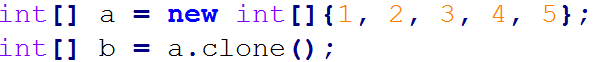 int[] a = new int[]{1, 2, 3, 4, 5};
int[] b = a.clone();